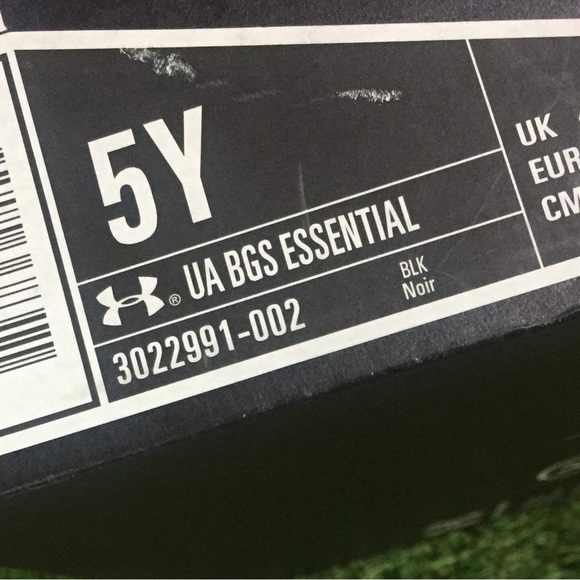 5Y
UK
EUR
CM
® UA BGS ESSENTIAL
3022991-002
BLK
Noir